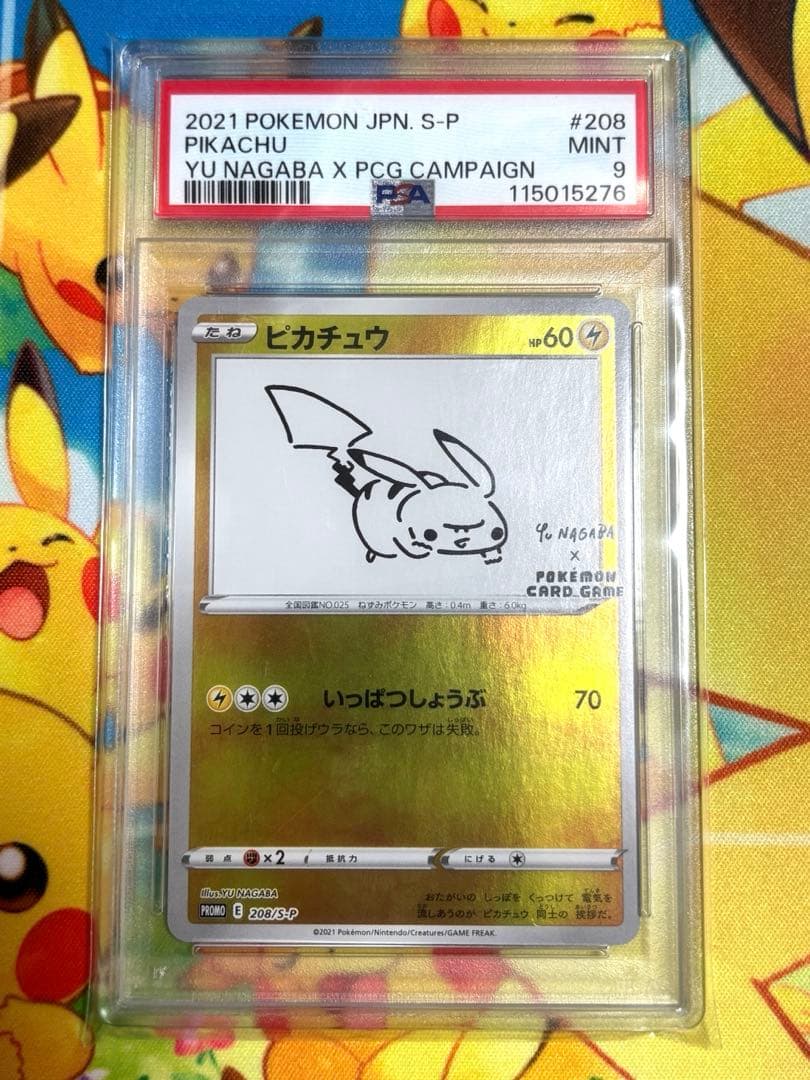 2021 POKEMON JPN. S-P #208
PIKACHU MINT
YU NAGABA X PCG CAMPAIGN 9
PSA 115015276
たね ピカチュウ HP60
YU NAGABA
×
POKÉMON
CARD GAME
全国図鑑NO.025 ねずみポケモン 高さ:0.4m 重さ:6.0kg
いっぱつしょうぶ 70
コインを1回投げウラなら、このワザは失敗。
弱点 ×2 抵抗力 にげる
Illus. YU NAGABA
PROMO E 208/S-P
おたがいの しっぽを くっつけて 電気を
流しあうのが ピカチュウ 同士の 挨拶だ。
©2021 Pokémon/Nintendo/Creatures/GAME FREAK.